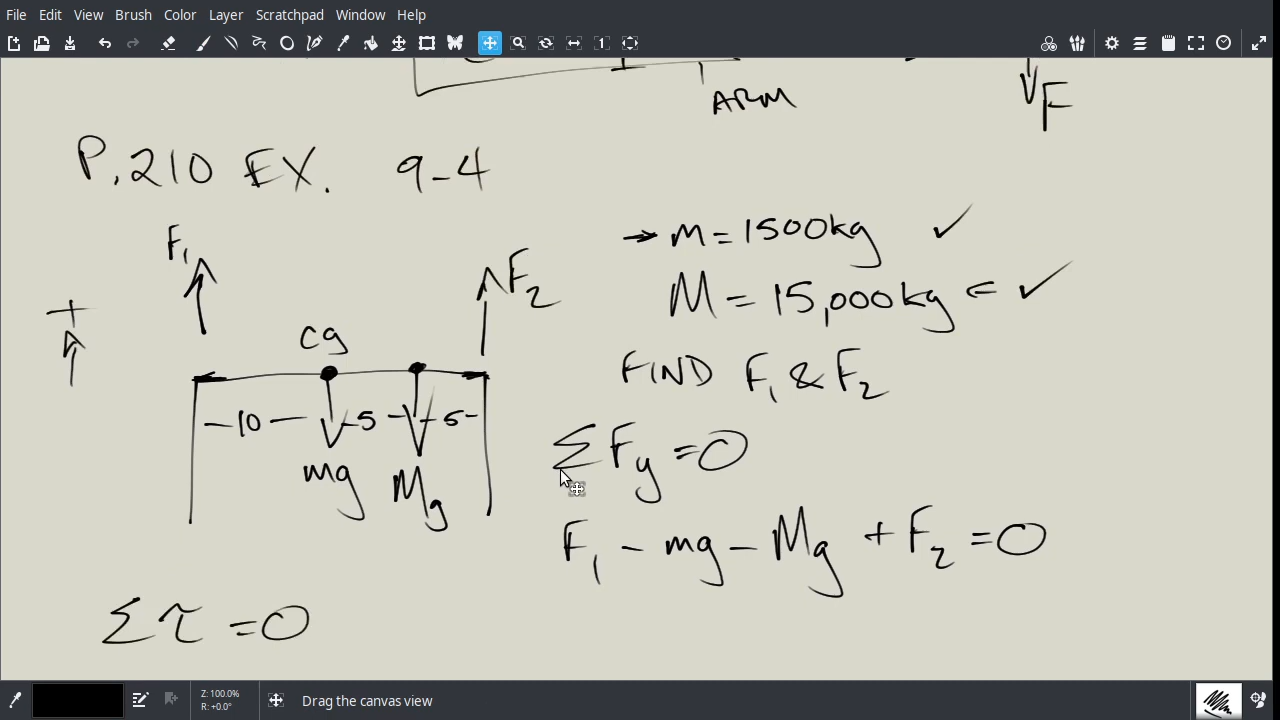 File Edit View Brush Color Layer Scratchpad Window Help
1
ARM
F
P.210 EX. 9-4
F₁
F₂
+
cg
-10- -5- -5-
mg
Mg
→ m = 1500kg ✓
M = 15,000kg ← ✓
FIND F₁ & F₂
ΣFy = 0
F₁ - mg - Mg + F₂ = 0
Στ = 0
Z: 100.0%
R: +0.0°
Drag the canvas view